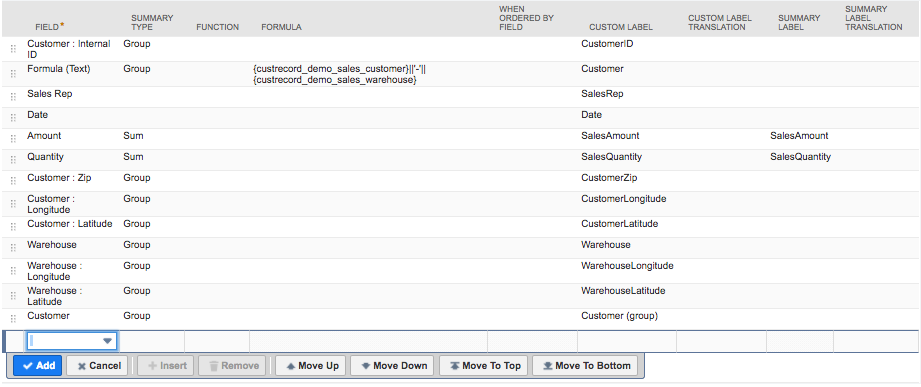 FIELD* SUMMARY TYPE FUNCTION FORMULA WHEN ORDERED BY FIELD CUSTOM LABEL CUSTOM LABEL TRANSLATION SUMMARY LABEL SUMMARY LABEL TRANSLATION
Customer : Internal ID Group CustomerID
Formula (Text) Group {custrecord_demo_sales_customer}||'-'||{custrecord_demo_sales_warehouse} Customer
Sales Rep SalesRep
Date Date
Amount Sum SalesAmount SalesAmount
Quantity Sum SalesQuantity SalesQuantity
Customer : Zip Group CustomerZip
Customer : Longitude Group CustomerLongitude
Customer : Latitude Group CustomerLatitude
Warehouse Group Warehouse
Warehouse : Longitude Group WarehouseLongitude
Warehouse : Latitude Group WarehouseLatitude
Customer Group Customer (group)
Add Cancel Insert Remove Move Up Move Down Move To Top Move To Bottom